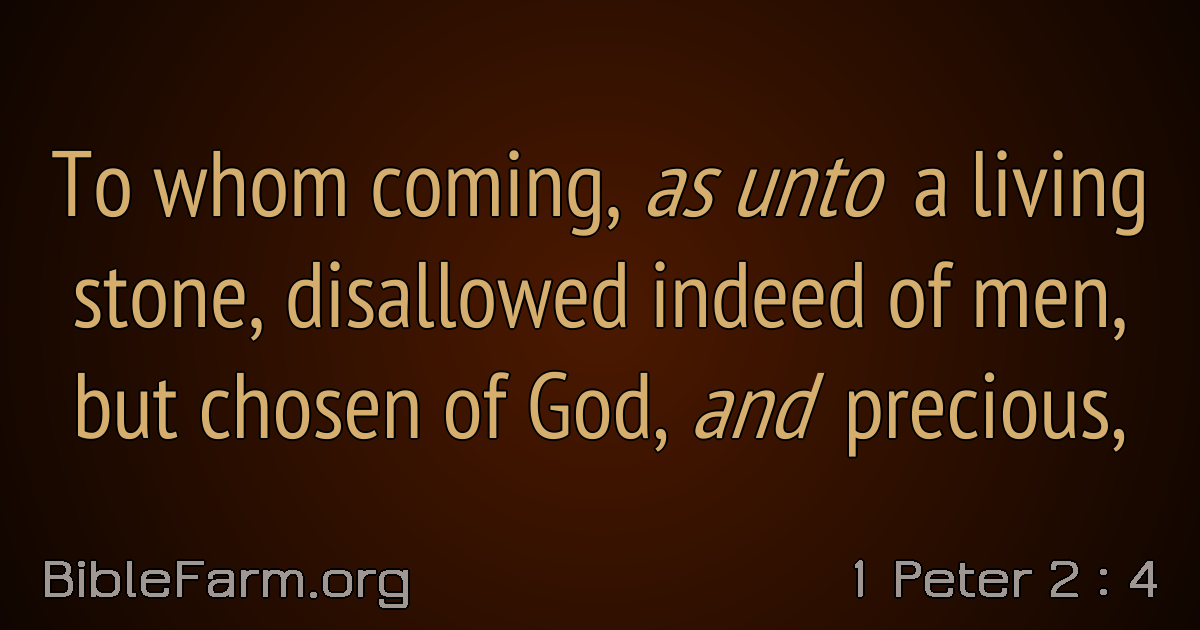 To whom coming, as unto a living
stone, disallowed indeed of men,
but chosen of God, and precious,
BibleFarm.org
1 Peter 2 : 4